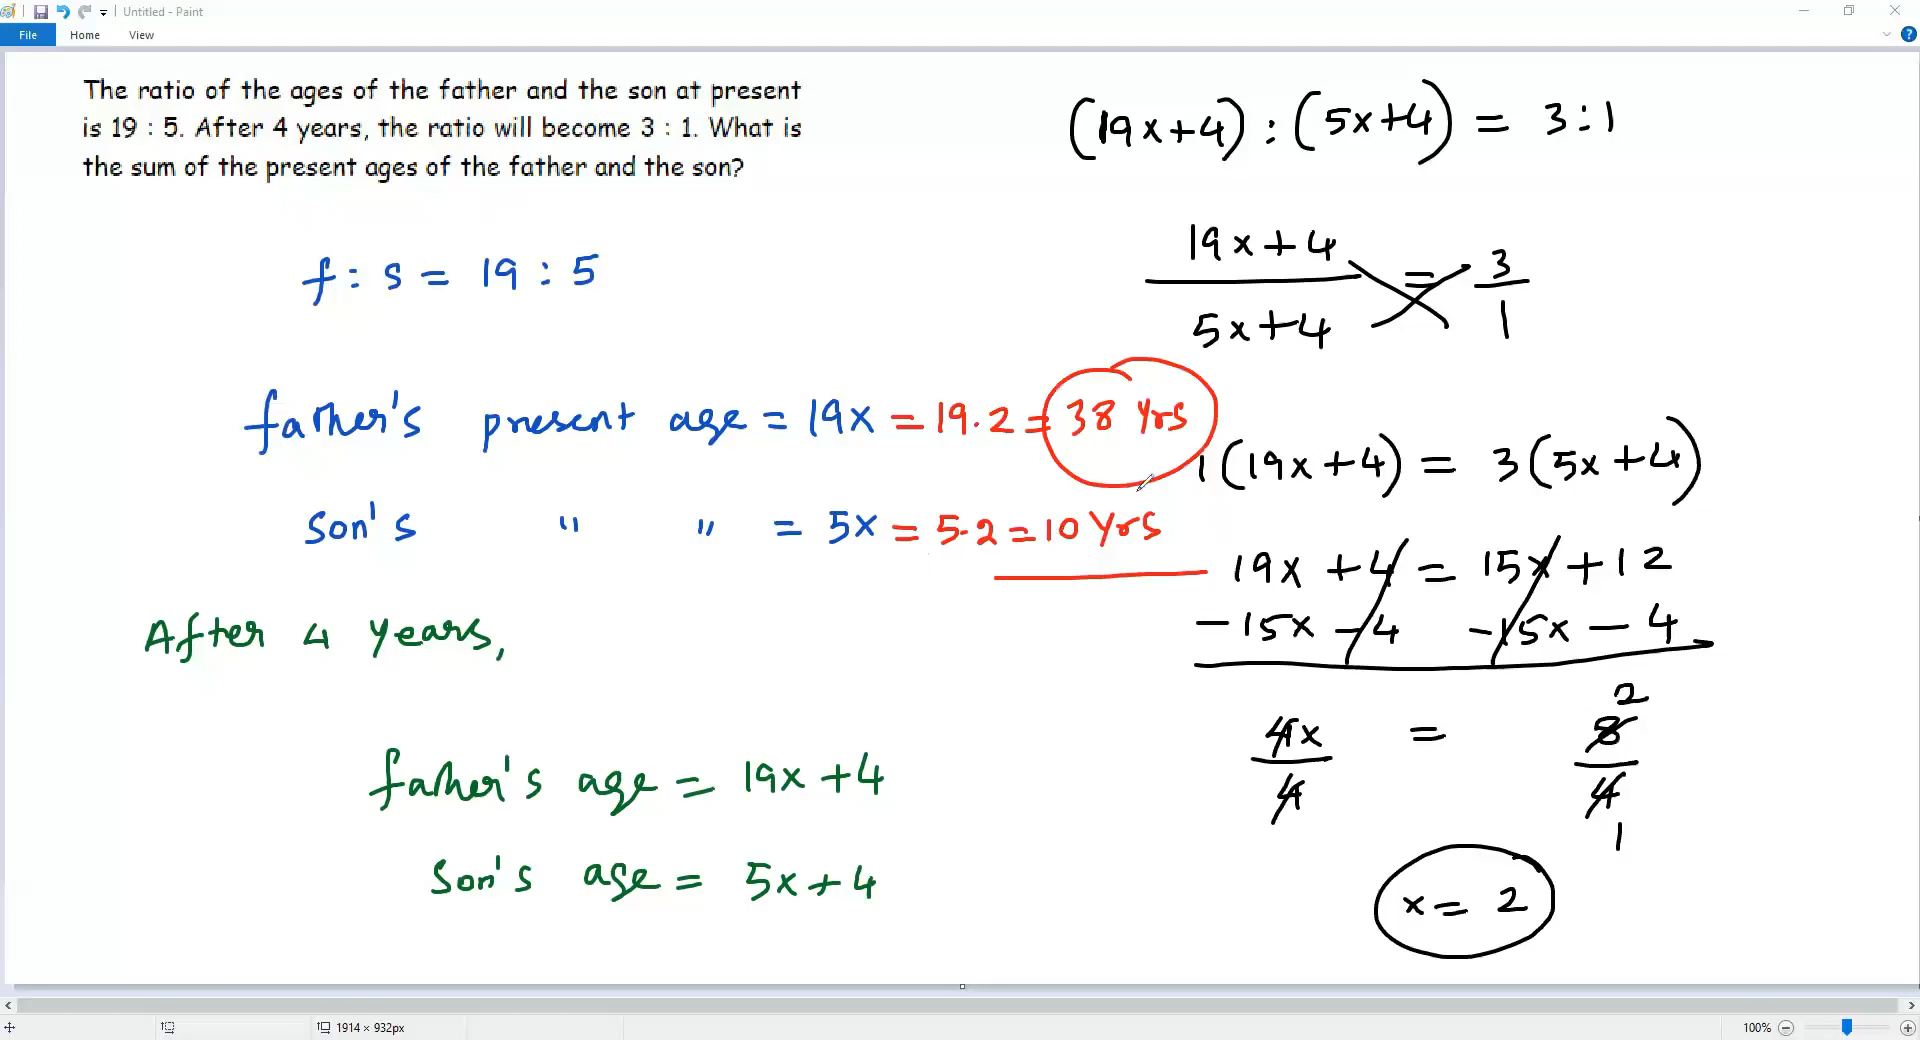 Untitled - Paint
File Home View
The ratio of the ages of the father and the son at present
is 19 : 5. After 4 years, the ratio will become 3 : 1. What is
the sum of the present ages of the father and the son?
f : s = 19 : 5
father's present age = 19x = 19.2 = 38 Yrs
son's " " = 5x = 5.2 = 10 Yrs
After 4 years,
father's age = 19x + 4
son's age = 5x + 4
(19x+4) : (5x+4) = 3 : 1
19x + 4
5x + 4
=
3
1
1(19x+4) = 3(5x+4)
19x + 4 = 15x + 12
- 15x - 4 - 15x - 4
2
4x = 8
4 4
1
x = 2
1914 × 932px
100%